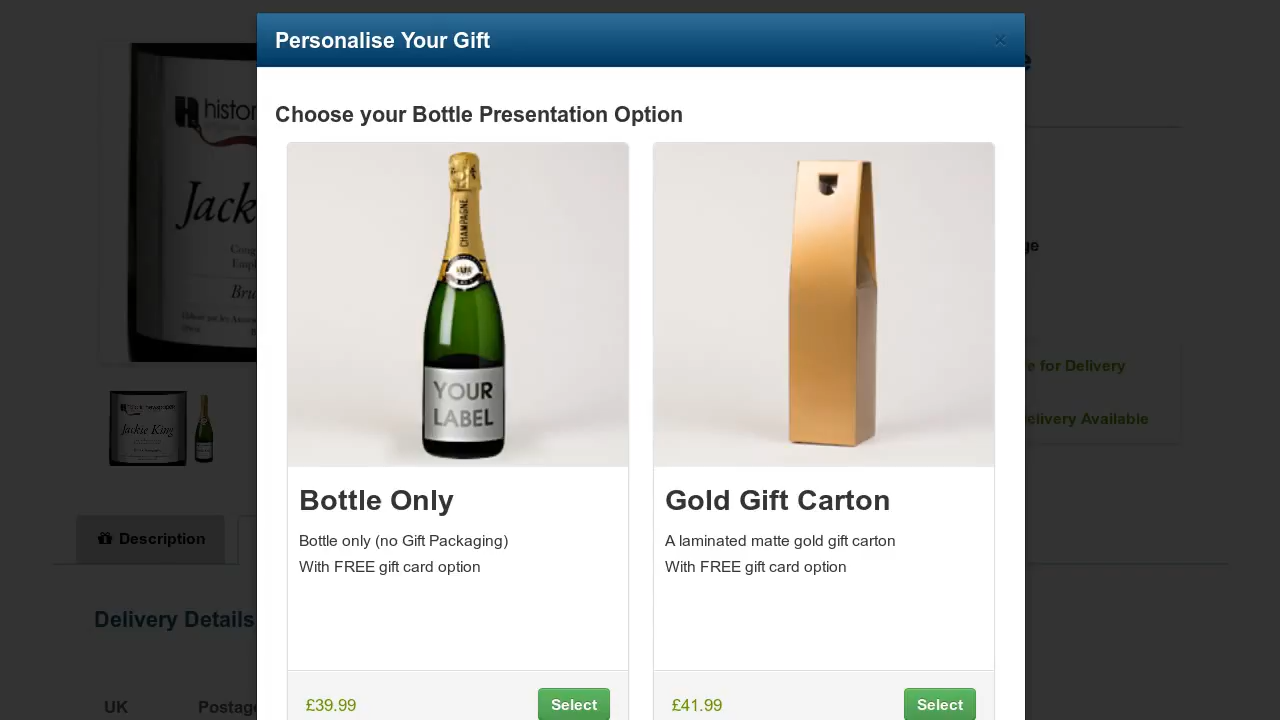 Personalise Your Gift
×
Choose your Bottle Presentation Option
CHAMPAGNE
YOUR
LABEL
Bottle Only
Bottle only (no Gift Packaging)
With FREE gift card option
£39.99
Select
Gold Gift Carton
A laminated matte gold gift carton
With FREE gift card option
£41.99
Select
for Delivery
Available
Jackie King
Description
Delivery Details
UK